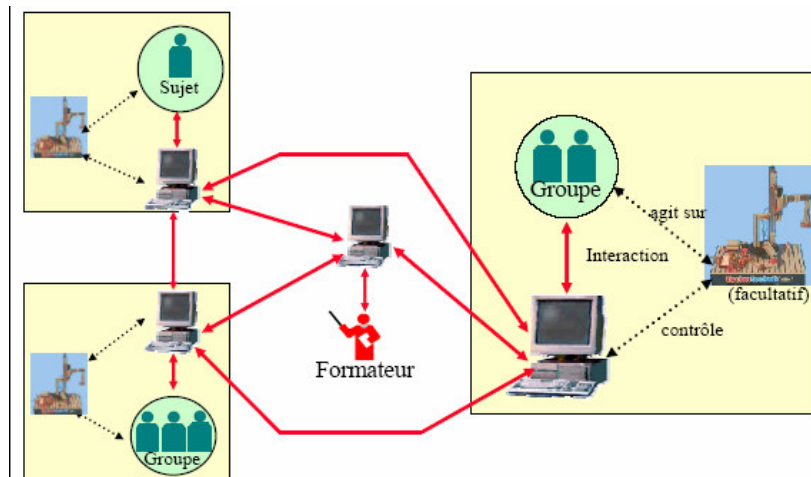 Sujet
Groupe
agit sur
Interaction
(facultatif)
contrôle
Formateur
Groupe